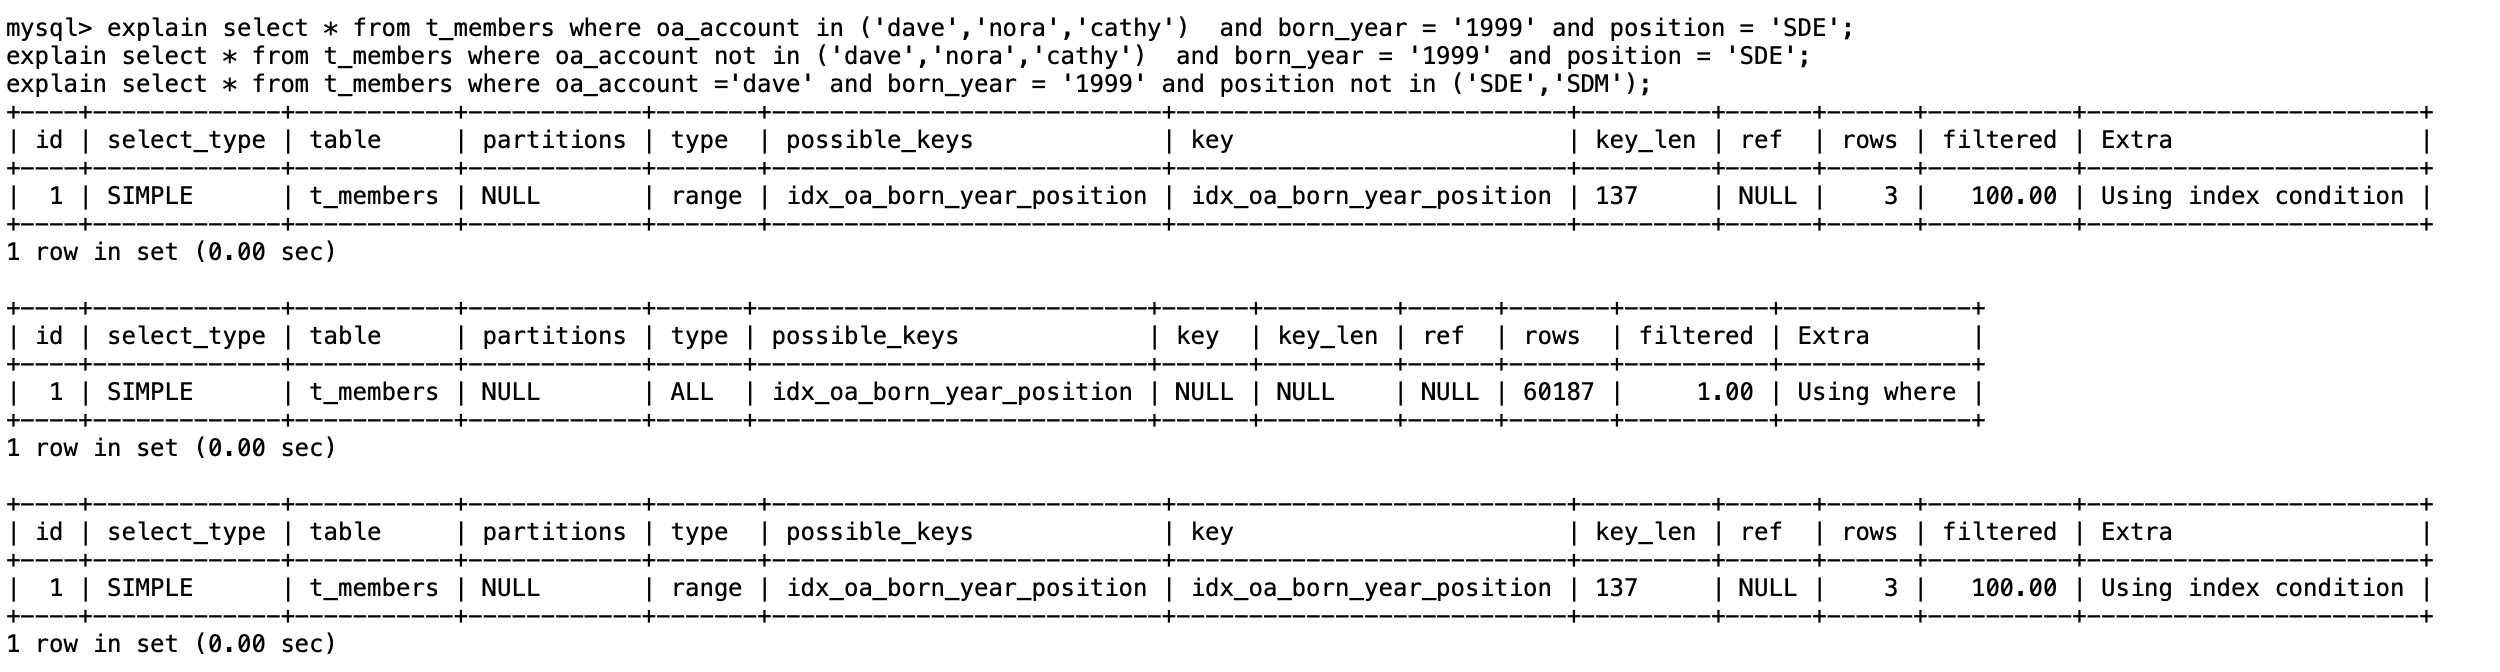 mysql> explain select * from t_members where oa_account in ('dave','nora','cathy')  and born_year = '1999' and position = 'SDE';
explain select * from t_members where oa_account not in ('dave','nora','cathy')  and born_year = '1999' and position = 'SDE';
explain select * from t_members where oa_account ='dave' and born_year = '1999' and position not in ('SDE','SDM');
+----+-------------+-----------+------------+-------+---------------------------+---------------------------+---------+------+------+----------+-----------------------+
| id | select_type | table     | partitions | type  | possible_keys             | key                       | key_len | ref  | rows | filtered | Extra                 |
+----+-------------+-----------+------------+-------+---------------------------+---------------------------+---------+------+------+----------+-----------------------+
|  1 | SIMPLE      | t_members | NULL       | range | idx_oa_born_year_position | idx_oa_born_year_position | 137     | NULL |    3 |   100.00 | Using index condition |
+----+-------------+-----------+------------+-------+---------------------------+---------------------------+---------+------+------+----------+-----------------------+
1 row in set (0.00 sec)

+----+-------------+-----------+------------+------+---------------------------+------+---------+------+-------+----------+-------------+
| id | select_type | table     | partitions | type | possible_keys             | key  | key_len | ref  | rows  | filtered | Extra       |
+----+-------------+-----------+------------+------+---------------------------+------+---------+------+-------+----------+-------------+
|  1 | SIMPLE      | t_members | NULL       | ALL  | idx_oa_born_year_position | NULL | NULL    | NULL | 60187 |     1.00 | Using where |
+----+-------------+-----------+------------+------+---------------------------+------+---------+------+-------+----------+-------------+
1 row in set (0.00 sec)

+----+-------------+-----------+------------+-------+---------------------------+---------------------------+---------+------+------+----------+-----------------------+
| id | select_type | table     | partitions | type  | possible_keys             | key                       | key_len | ref  | rows | filtered | Extra                 |
+----+-------------+-----------+------------+-------+---------------------------+---------------------------+---------+------+------+----------+-----------------------+
|  1 | SIMPLE      | t_members | NULL       | range | idx_oa_born_year_position | idx_oa_born_year_position | 137     | NULL |    3 |   100.00 | Using index condition |
+----+-------------+-----------+------------+-------+---------------------------+---------------------------+---------+------+------+----------+-----------------------+
1 row in set (0.00 sec)